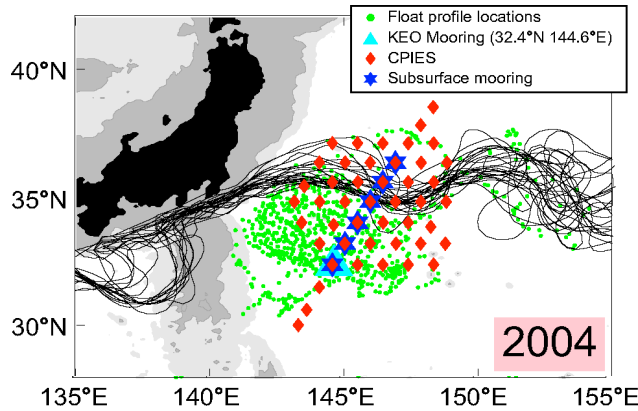 Float profile locations
KEO Mooring (32.4°N 144.6°E)
CPIES
Subsurface mooring
40°N
35°N
30°N
2004
135°E 140°E 145°E 150°E 155°E